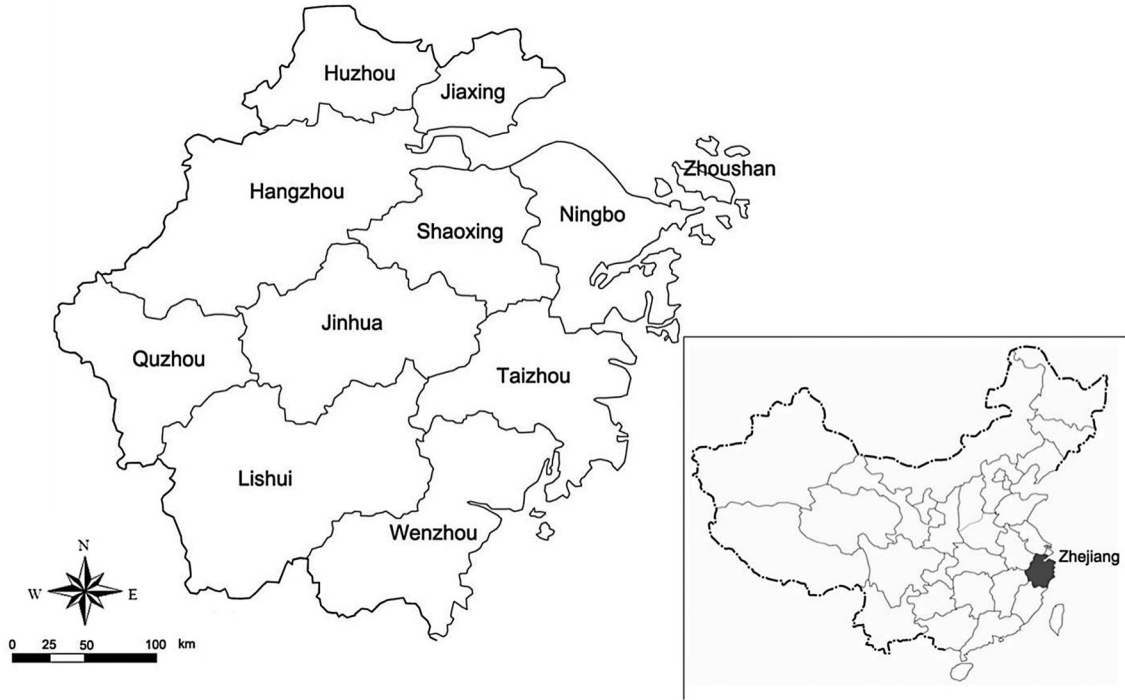 Huzhou
Jiaxing
Zhoushan
Hangzhou
Ningbo
Shaoxing
Jinhua
Quzhou
Taizhou
Lishui
Wenzhou
N
W E
S
0 25 50 100 km
Zhejiang